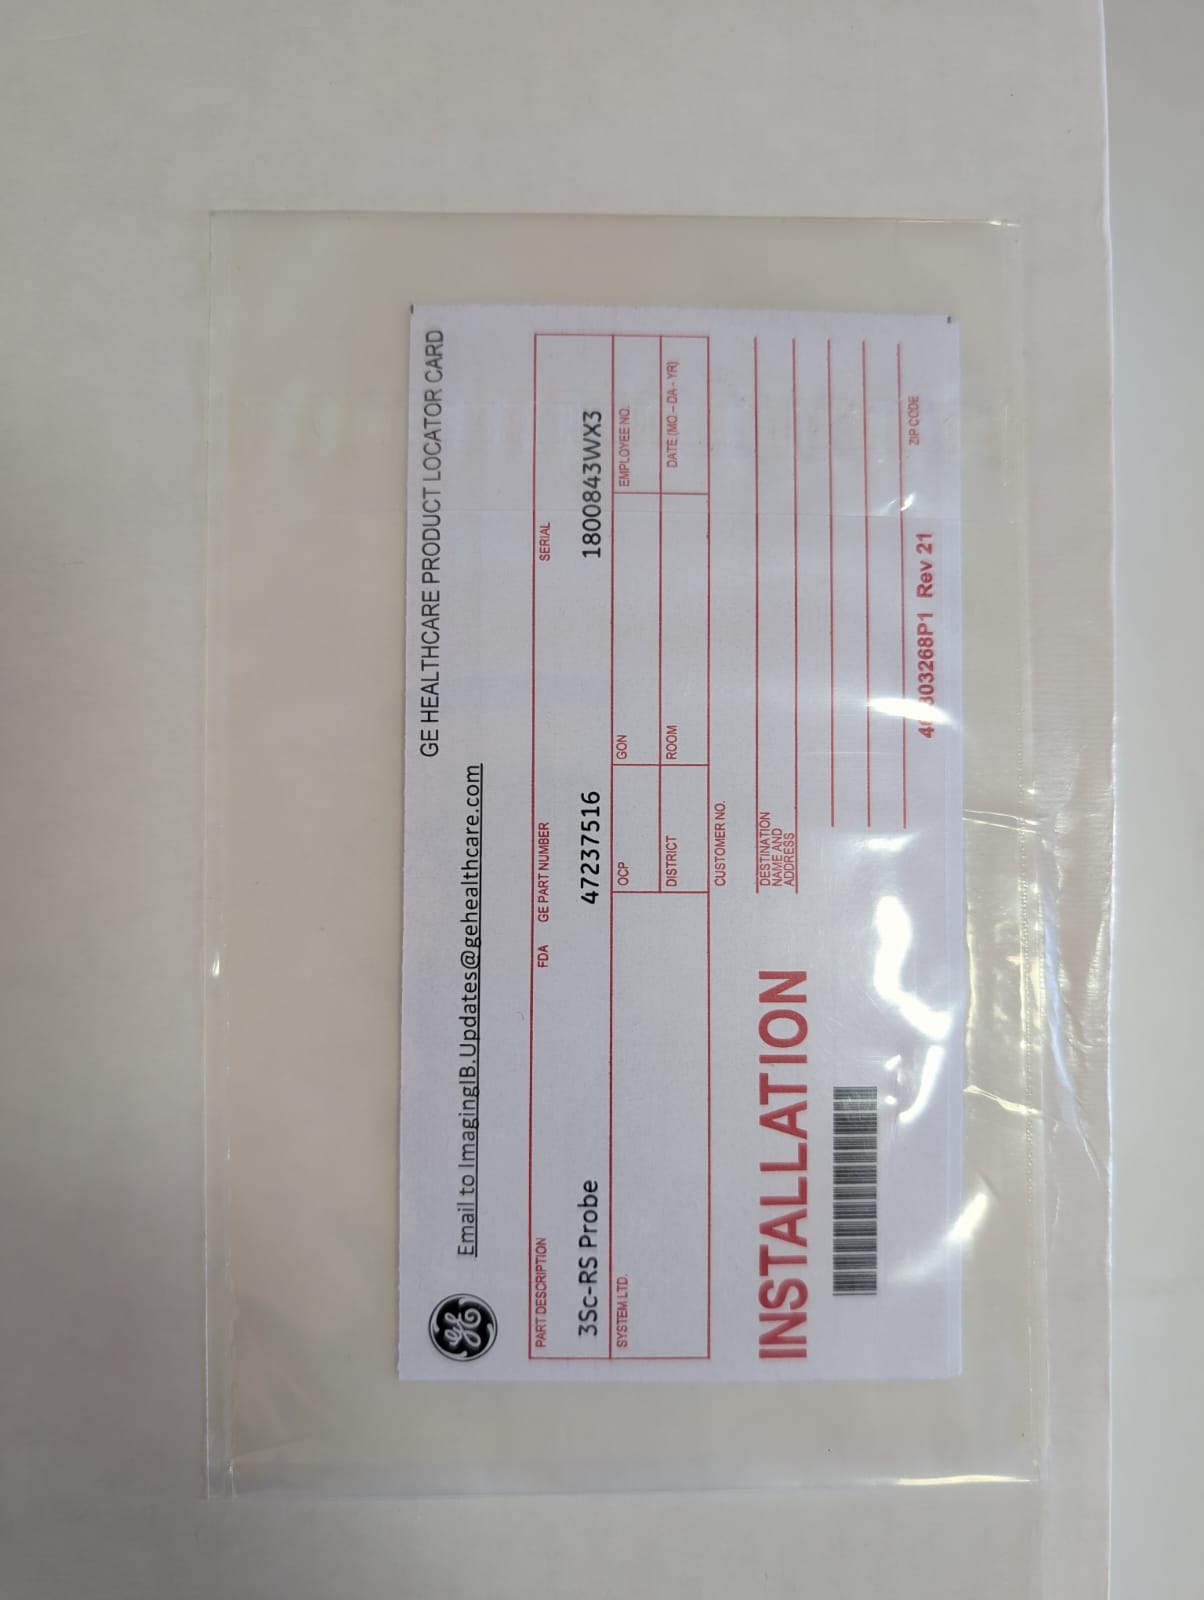 GE HEALTHCARE PRODUCT LOCATOR CARD
GE
Email to ImagingIB.Updates@gehealthcare.com
PART DESCRIPTION FDA GE PART NUMBER SERIAL
3Sc-RS Probe 47237516 1800843WX3
SYSTEM LTD. OCP GON EMPLOYEE NO.
DISTRICT ROOM DATE (MO - DA - YR)
CUSTOMER NO.
INSTALLATION
DESTINATION
NAME AND
ADDRESS
ZIP CODE
Rev 21